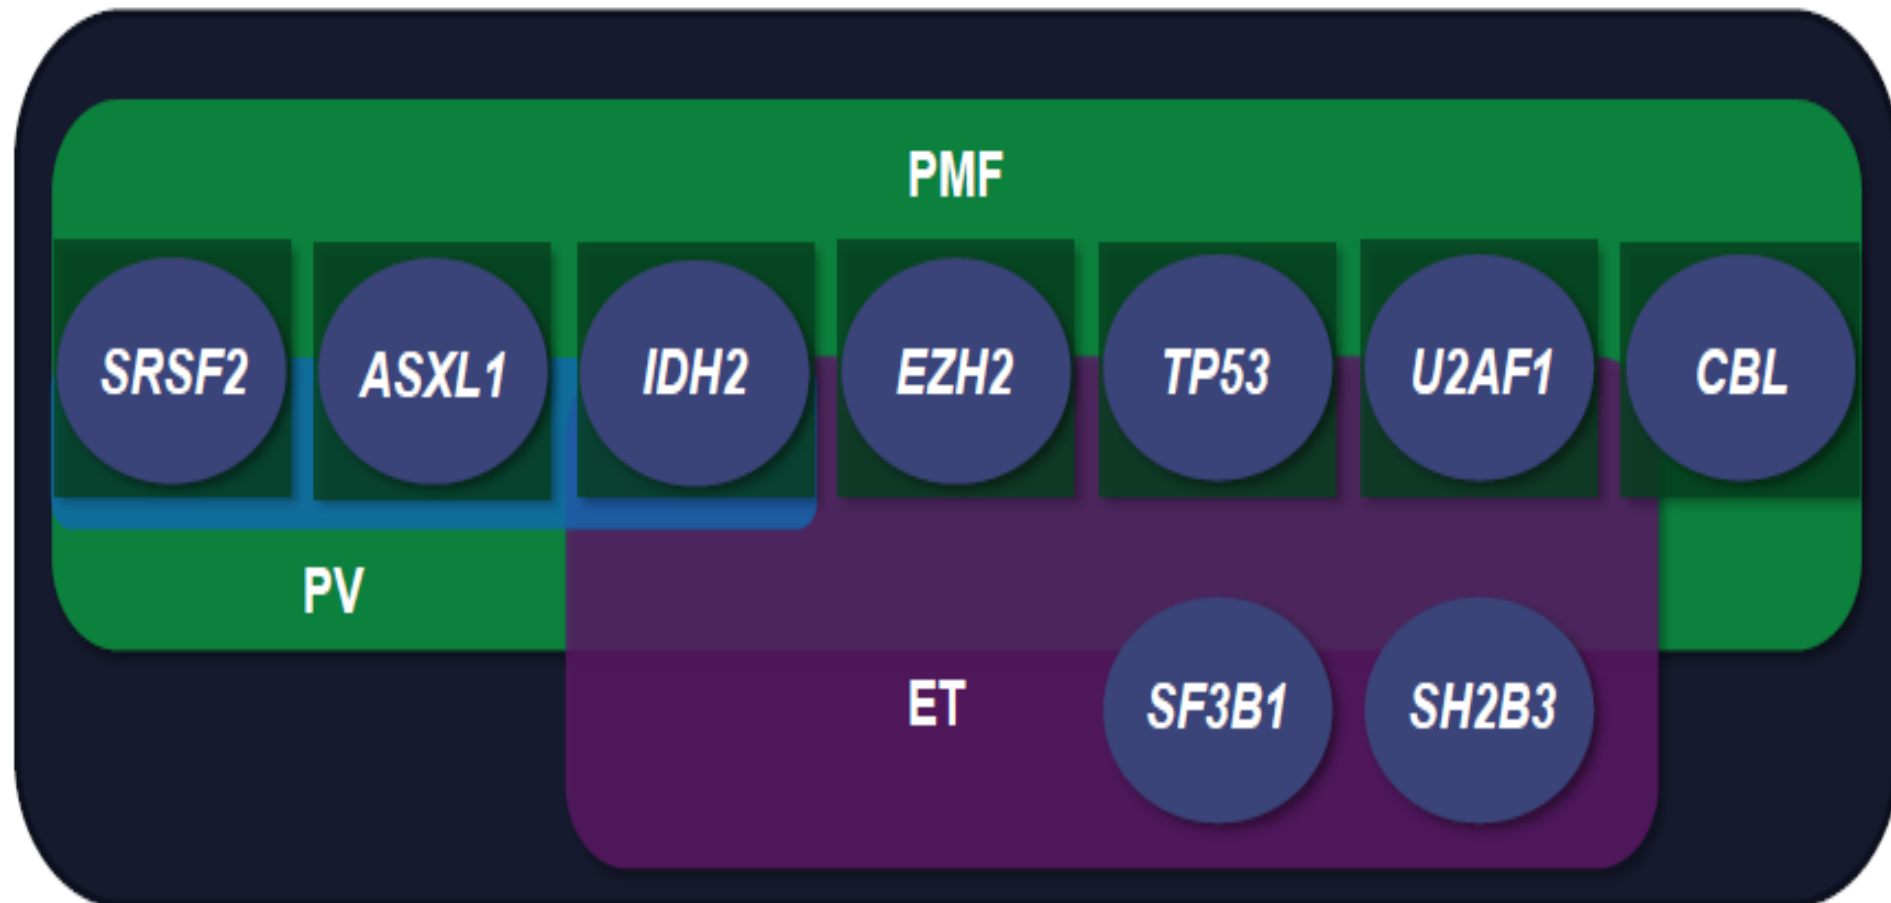 PMF
SRSF2 ASXL1 IDH2 EZH2 TP53 U2AF1 CBL
PV
ET SF3B1 SH2B3